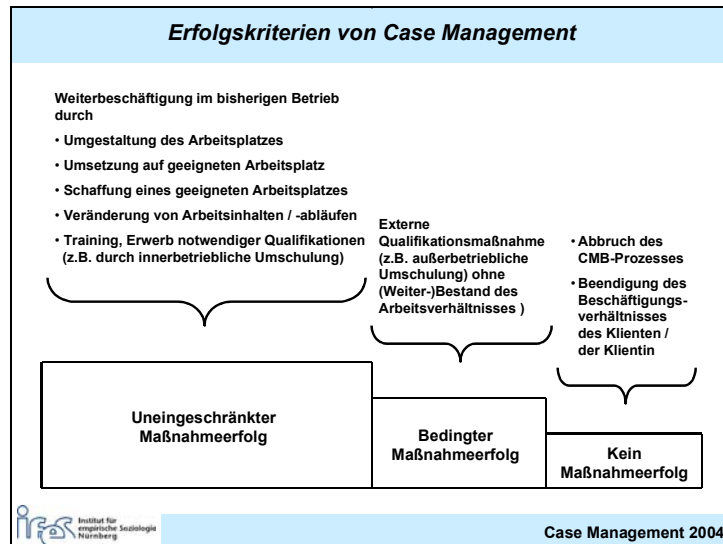 Erfolgskriterien von Case Management
Weiterbeschäftigung im bisherigen Betrieb
durch
• Umgestaltung des Arbeitsplatzes
• Umsetzung auf geeigneten Arbeitsplatz
• Schaffung eines geeigneten Arbeitsplatzes
• Veränderung von Arbeitsinhalten / -abläufen
• Training, Erwerb notwendiger Qualifikationen
(z.B. durch innerbetriebliche Umschulung)
Externe
Qualifikationsmaßnahme
(z.B. außerbetriebliche
Umschulung) ohne
(Weiter-)Bestand des
Arbeitsverhältnisses )
• Abbruch des
CMB-Prozesses
• Beendigung des
Beschäftigungs-
verhältnisses
des Klienten /
der Klientin
Uneingeschränkter
Maßnahmeerfolg
Bedingter
Maßnahmeerfolg
Kein
Maßnahmeerfolg
ifes
Institut für
empirische Soziologie
Nürnberg
Case Management 2004